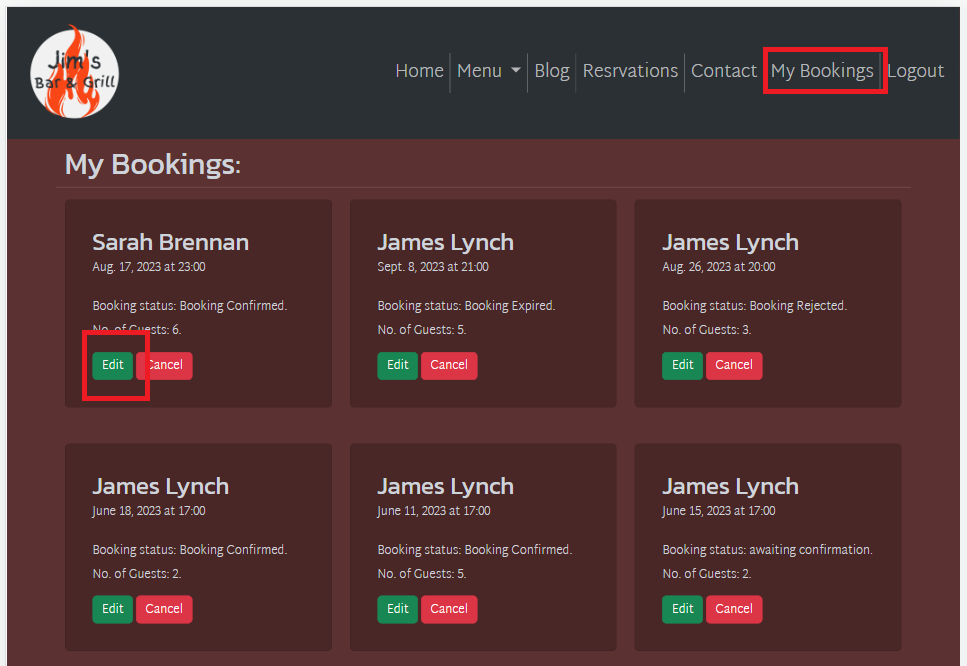 Jim's
Bar & Grill
Home Menu Blog Resrvations Contact My Bookings Logout
My Bookings:
Sarah Brennan
Aug. 17, 2023 at 23:00
Booking status: Booking Confirmed.
No. of Guests: 6.
Edit Cancel
James Lynch
Sept. 8, 2023 at 21:00
Booking status: Booking Expired.
No. of Guests: 5.
Edit Cancel
James Lynch
Aug. 26, 2023 at 20:00
Booking status: Booking Rejected.
No. of Guests: 3.
Edit Cancel
James Lynch
June 18, 2023 at 17:00
Booking status: Booking Confirmed.
No. of Guests: 2.
Edit Cancel
James Lynch
June 11, 2023 at 17:00
Booking status: Booking Confirmed.
No. of Guests: 5.
Edit Cancel
James Lynch
June 15, 2023 at 17:00
Booking status: awaiting confirmation.
No. of Guests: 2.
Edit Cancel